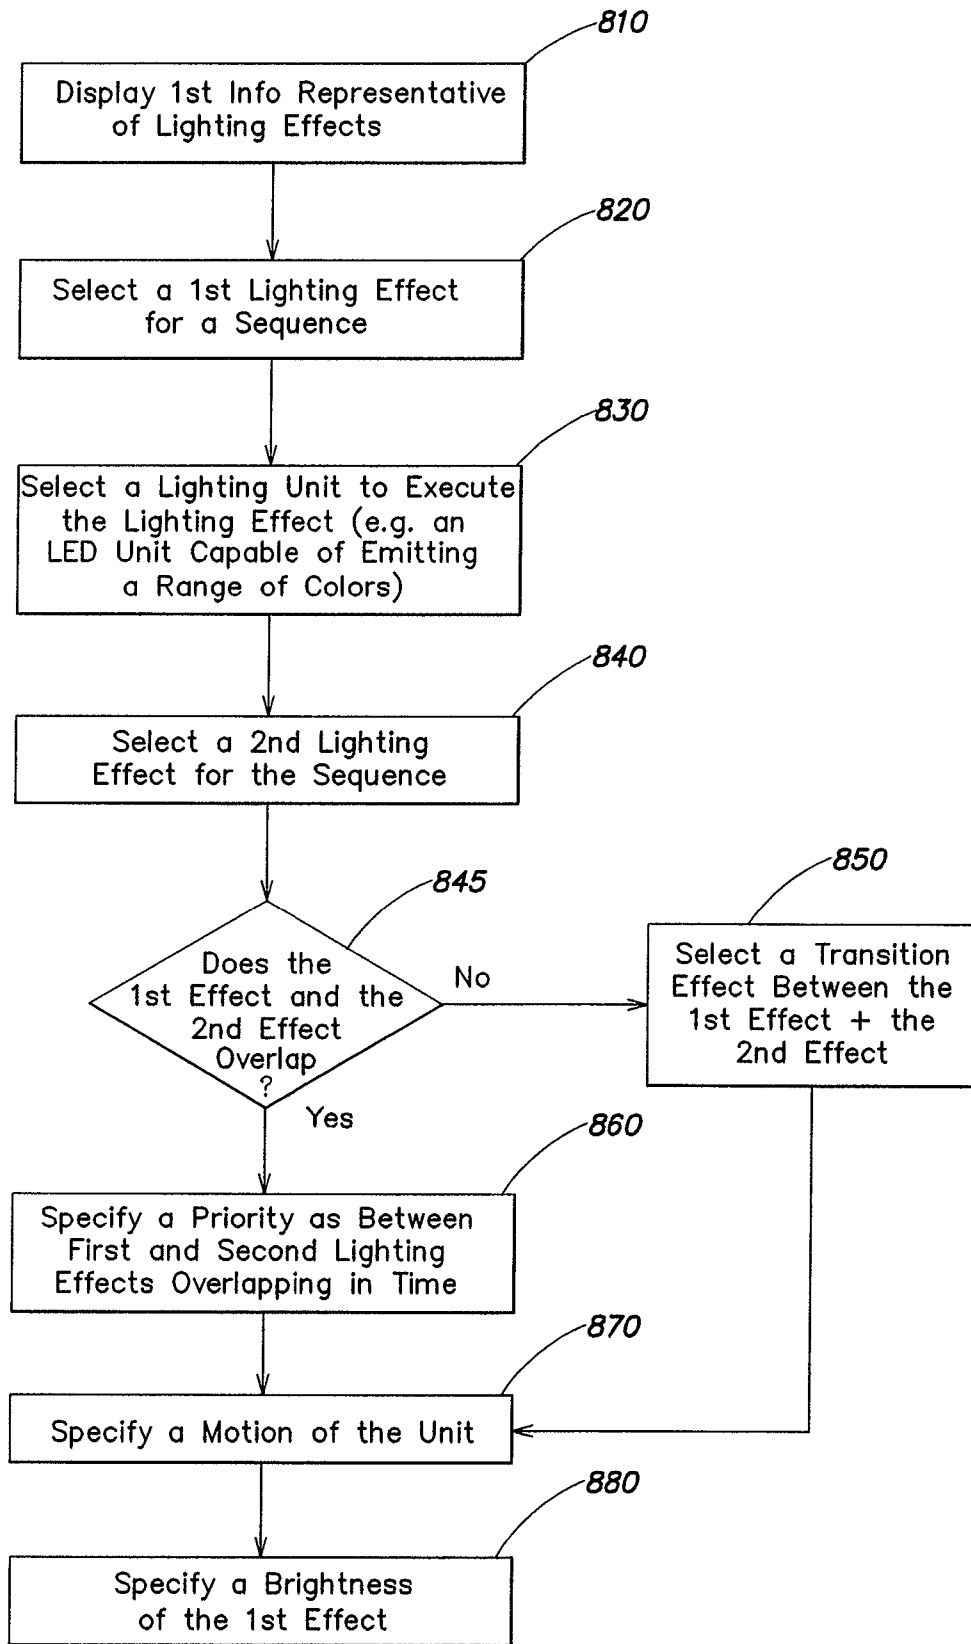 810
Display 1st Info Representative
of Lighting Effects
820
Select a 1st Lighting Effect
for a Sequence
830
Select a Lighting Unit to Execute
the Lighting Effect (e.g. an
LED Unit Capable of Emitting
a Range of Colors)
840
Select a 2nd Lighting
Effect for the Sequence
845
Does the
1st Effect and the
2nd Effect
Overlap
?
No
Yes
850
Select a Transition
Effect Between the
1st Effect + the
2nd Effect
860
Specify a Priority as Between
First and Second Lighting
Effects Overlapping in Time
870
Specify a Motion of the Unit
880
Specify a Brightness
of the 1st Effect